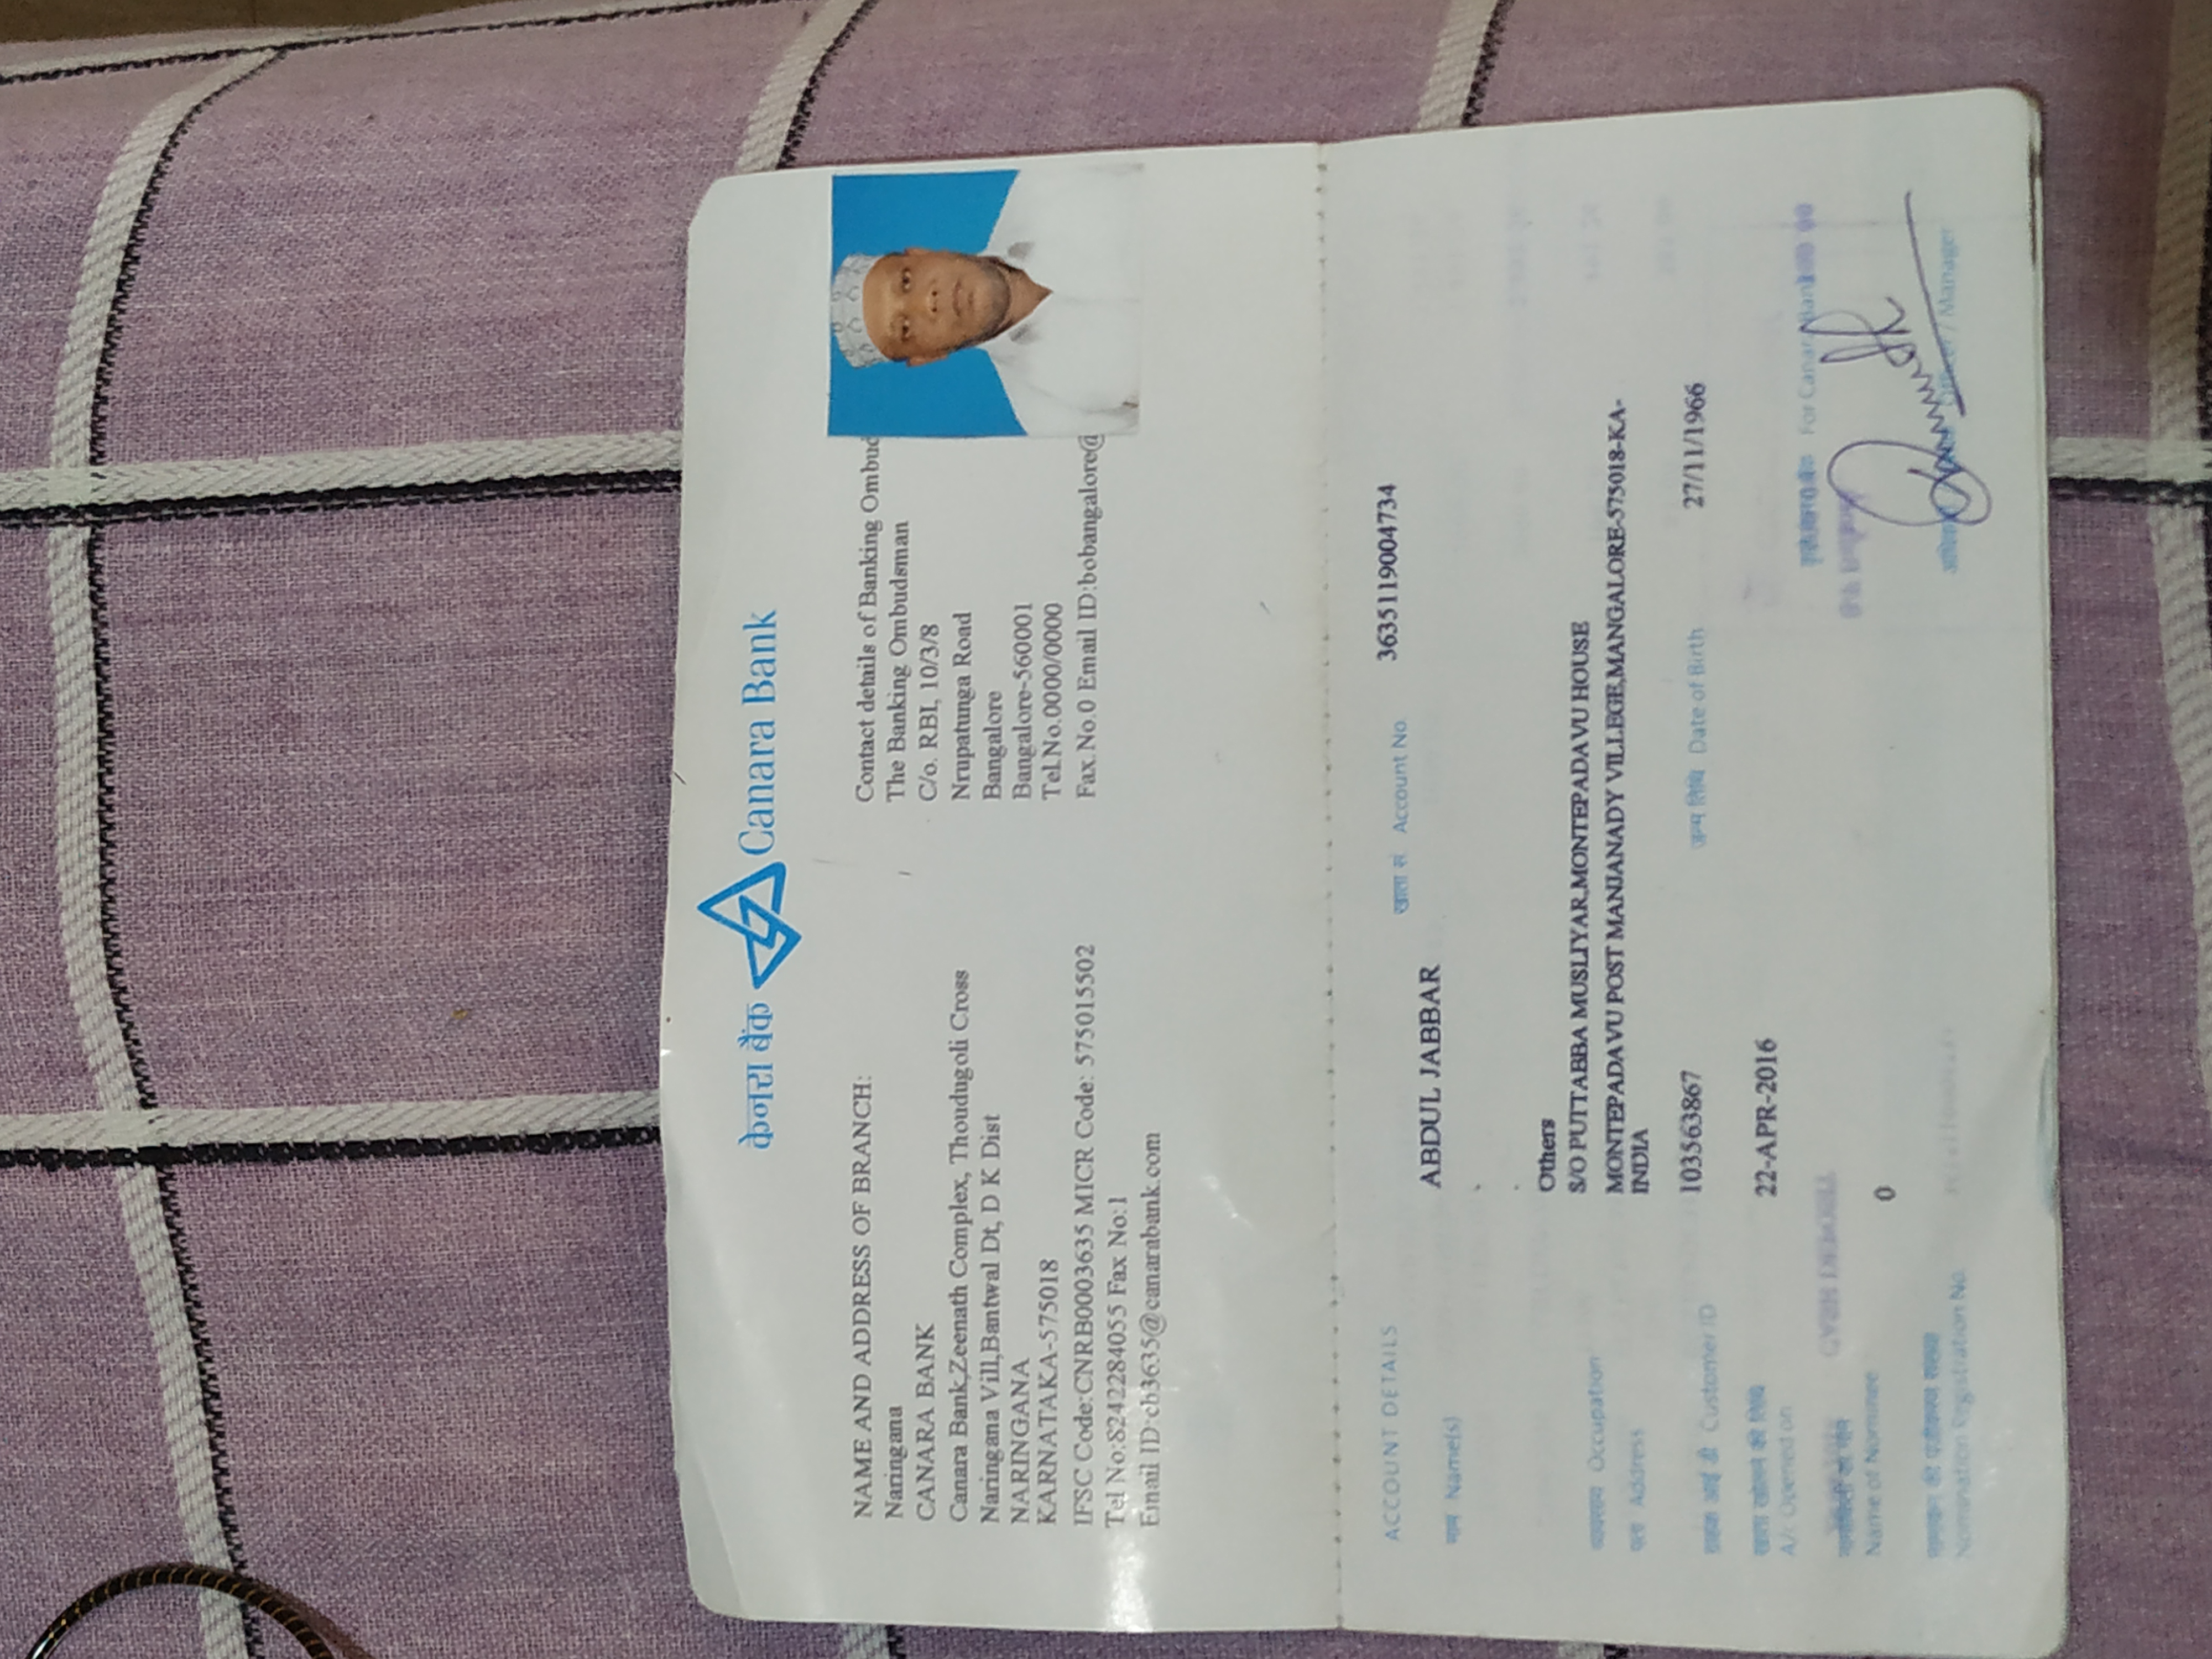 केनरा बैंक Canara Bank
NAME AND ADDRESS OF BRANCH:
Naringana
CANARA BANK
Canara Bank,Zeenath Complex, Thoudugoli Cross
Naringana Vill,Bantwal Dt, D K Dist
NARINGANA
KARNATAKA-575018
IFSC Code:CNRB0003635 MICR Code: 575015502
Tel No:8242284055 Fax No:1
Email ID:cb3635@canarabank.com
Contact details of Banking Ombud
The Banking Ombudsman
C/o. RBI, 10/3/8
Nrupatunga Road
Bangalore
Bangalore-560001
Tel.No.0000/0000
Fax.No.0 Email ID:bobangalore@
ACCOUNT DETAILS
खाता सं Account No. 3635119004734
नाम Name(s) ABDUL JABBAR
Others
व्यवसाय Occupation S/O PUTTABBA MUSLIYAR,MONTEPADAVU HOUSE
पता Address MONTEPADAVU POST MANJANADY VILLEGE,MANGALORE-575018-KA-
INDIA
ग्राहक आई डी Customer ID 103563867
जन्म तिथि Date of Birth 27/11/1966
खाता खोलने की तिथि
A/c Opened on 22-APR-2016
For Canara Bank
नामांकिती का नाम
Name of Nominee 0
नामांकन की पंजीकरण संख्या
Nomination Registration No.
Officer / Manager